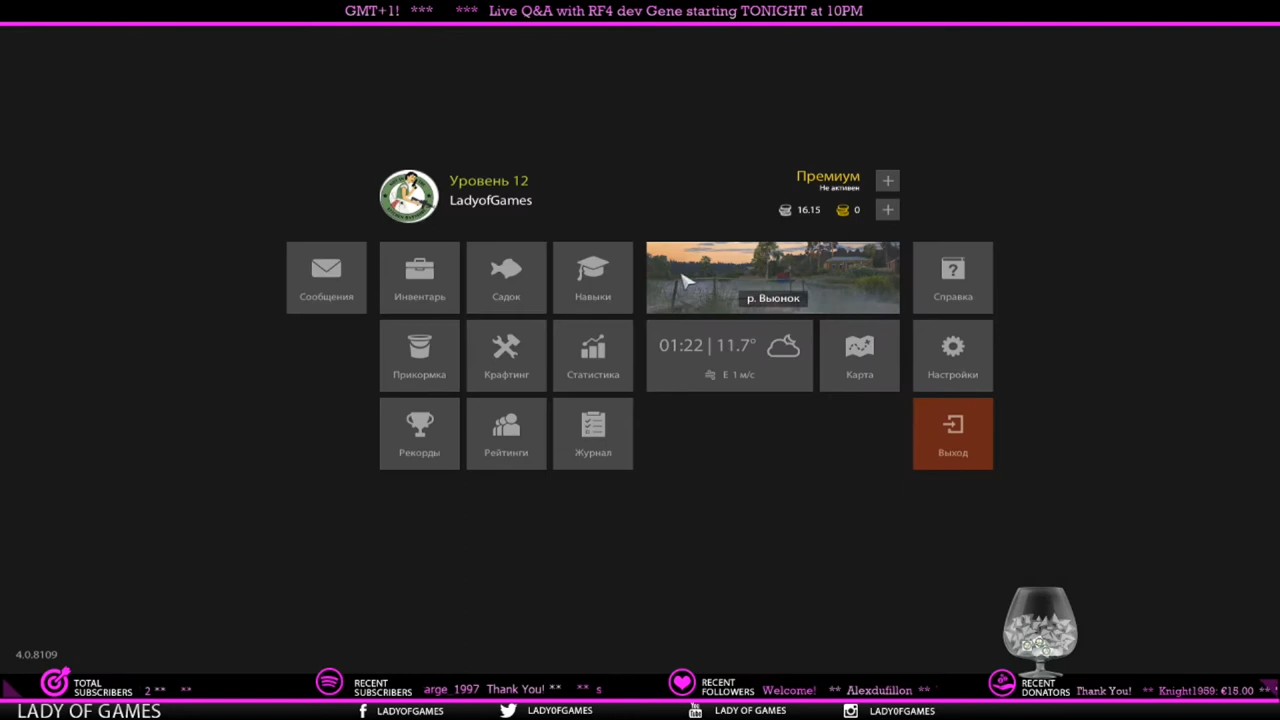 GMT+1! *** *** Live Q&A with RF4 dev Gene starting TONIGHT at 10PM
Уровень 12
LadyofGames
Премиум
Не активен
16.15 0
Сообщения
Инвентарь
Садок
Навыки
р. Вьюнок
Справка
Прикормка
Крафтинг
Статистика
01:22 | 11.7°
E 1 м/с
Карта
Настройки
Рекорды
Рейтинги
Журнал
Выход
4.0.8109
TOTAL SUBSCRIBERS 2 ** **
RECENT SUBSCRIBERS arge_1997 Thank You! ** ** s
RECENT FOLLOWERS Welcome! ** Alexdufillon
RECENT DONATORS Thank You! ** Knight1989: €15.00 **
LADY OF GAMES
LADYOFGAMES
LADYOFGAMES
LADY OF GAMES
LADYOFGAMES